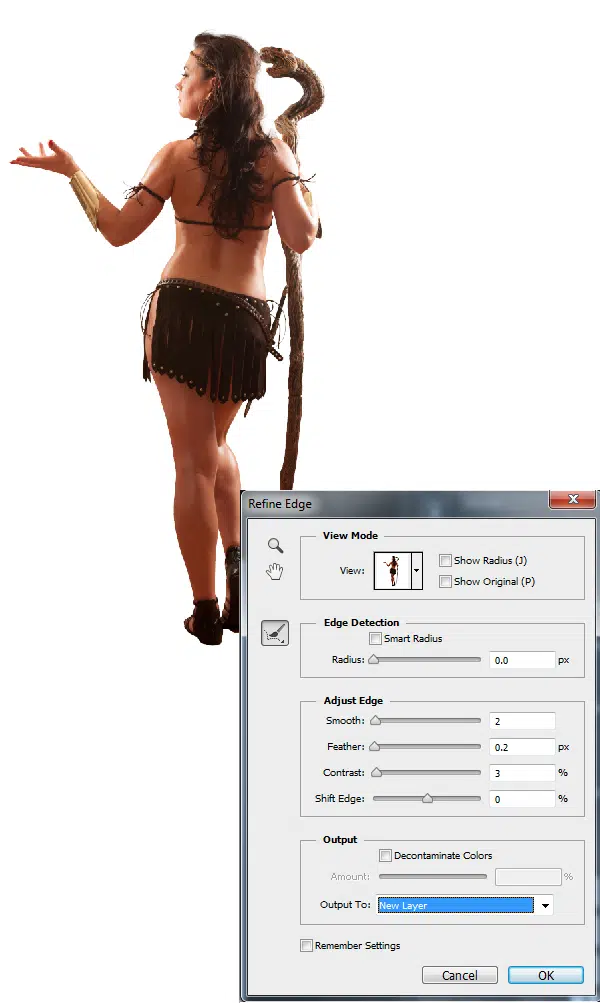 Refine Edge
View Mode
View:
Show Radius (J)
Show Original (P)
Edge Detection
Smart Radius
Radius: 0.0 px
Adjust Edge
Smooth: 2
Feather: 0.2 px
Contrast: 3 %
Shift Edge: 0 %
Output
Decontaminate Colors
Amount: %
Output To: New Layer
Remember Settings
Cancel OK